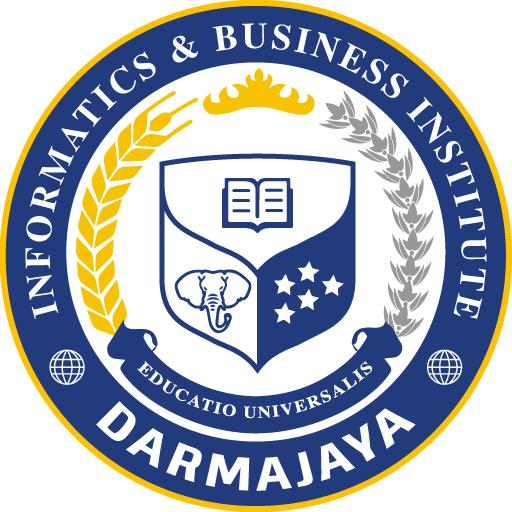 INFORMATICS & BUSINESS INSTITUTE
EDUCATIO UNIVERSALIS
DARMAJAYA